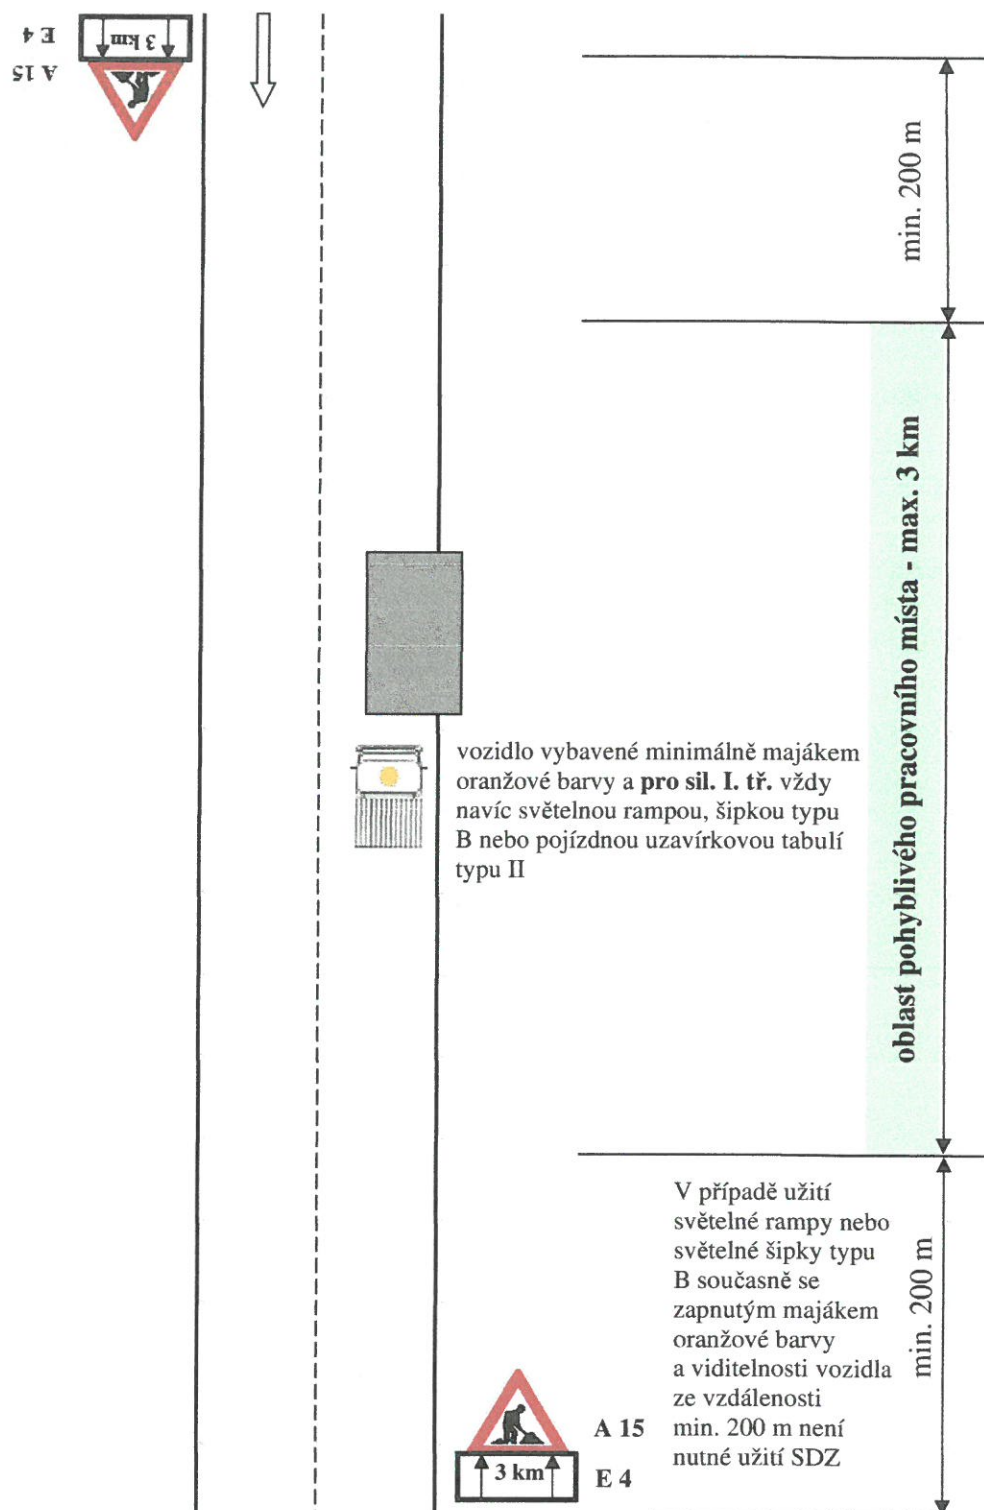 E 4
3 km
A 15
min. 200 m
oblast pohyblivého pracovního místa - max. 3 km
vozidlo vybavené minimálně majákem
oranžové barvy a pro sil. I. tř. vždy
navíc světelnou rampou, šipkou typu
B nebo pojízdnou uzavírkovou tabulí
typu II
V případě užití
světelné rampy nebo
světelné šipky typu
B současně se
zapnutým majákem
oranžové barvy
a viditelnosti vozidla
ze vzdálenosti
min. 200 m není
nutné užití SDZ
min. 200 m
A 15
3 km
E 4